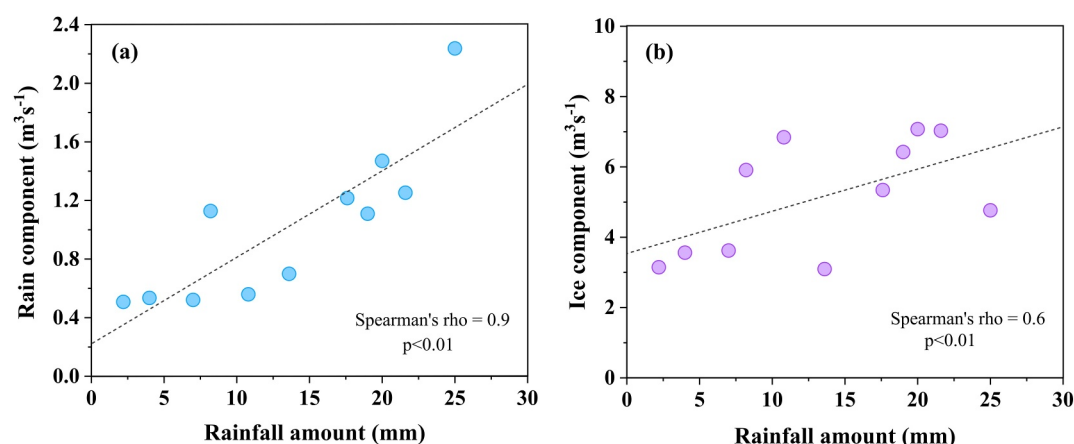 (a)
Rain component (m³s⁻¹)
2.4
2.0
1.6
1.2
0.8
0.4
0.0
Spearman's rho = 0.9
p<0.01
0 5 10 15 20 25 30
Rainfall amount (mm)
(b)
Ice component (m³s⁻¹)
10
8
6
4
2
0
Spearman's rho = 0.6
p<0.01
0 5 10 15 20 25 30
Rainfall amount (mm)